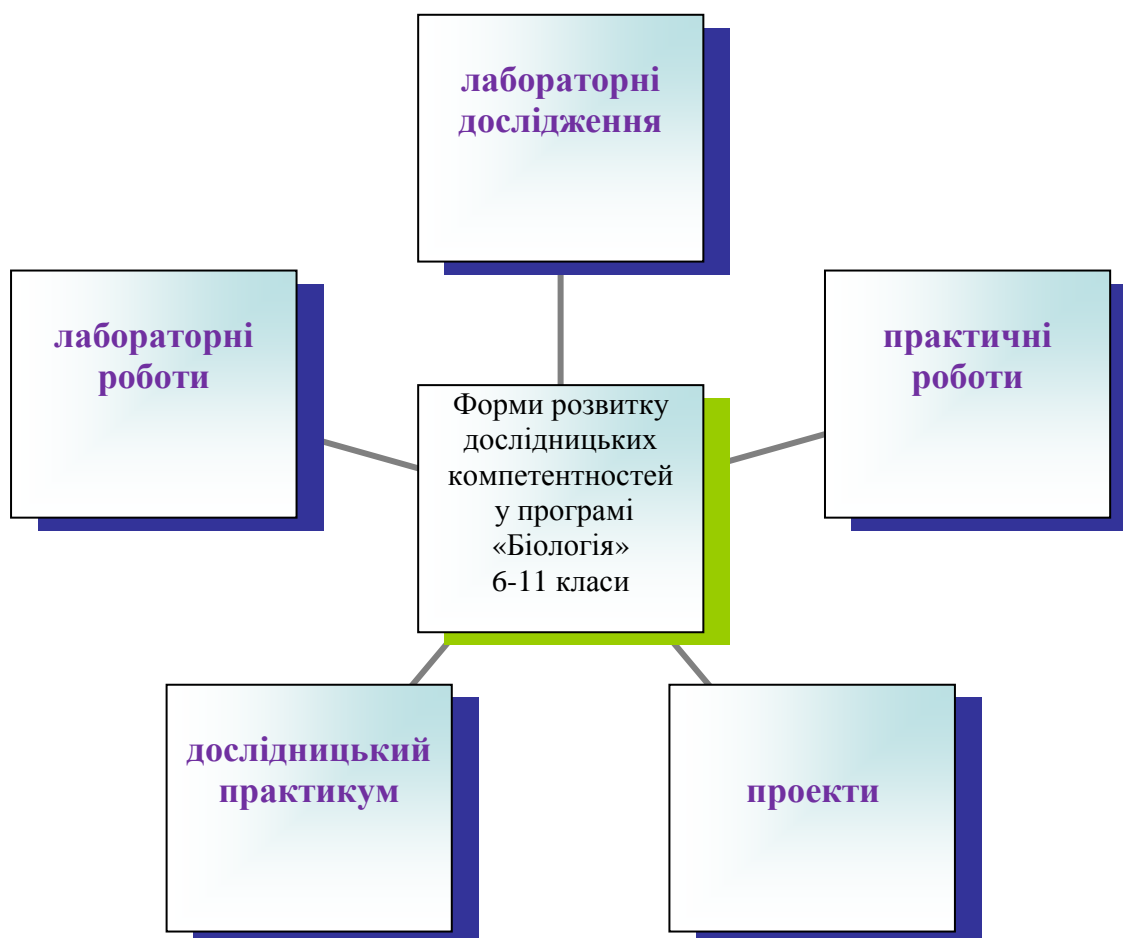 лабораторні
дослідження
лабораторні
роботи
практичні
роботи
Форми розвитку
дослідницьких
компетентностей
у програмі
«Біологія»
6-11 класи
дослідницький
практикум
проекти